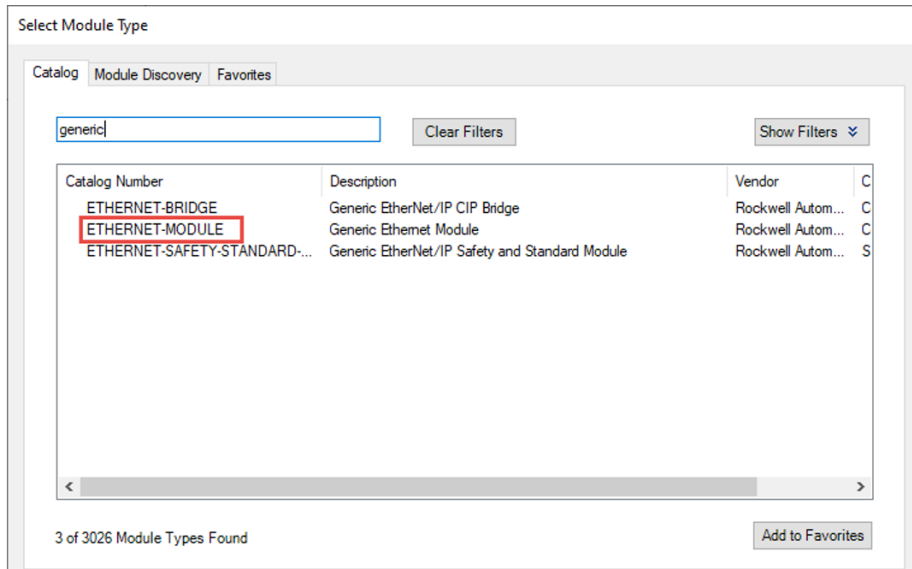 Select Module Type
Catalog Module Discovery Favorites
generic Clear Filters Show Filters
Catalog Number Description Vendor C
ETHERNET-BRIDGE Generic EtherNet/IP CIP Bridge Rockwell Autom... C
ETHERNET-MODULE Generic Ethernet Module Rockwell Autom... C
ETHERNET-SAFETY-STANDARD-... Generic EtherNet/IP Safety and Standard Module Rockwell Autom... S
3 of 3026 Module Types Found Add to Favorites